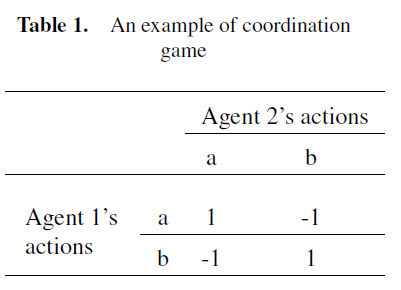 Table 1. An example of coordination
game
Agent 2's actions
a b
Agent 1's a 1 -1
actions
b -1 1